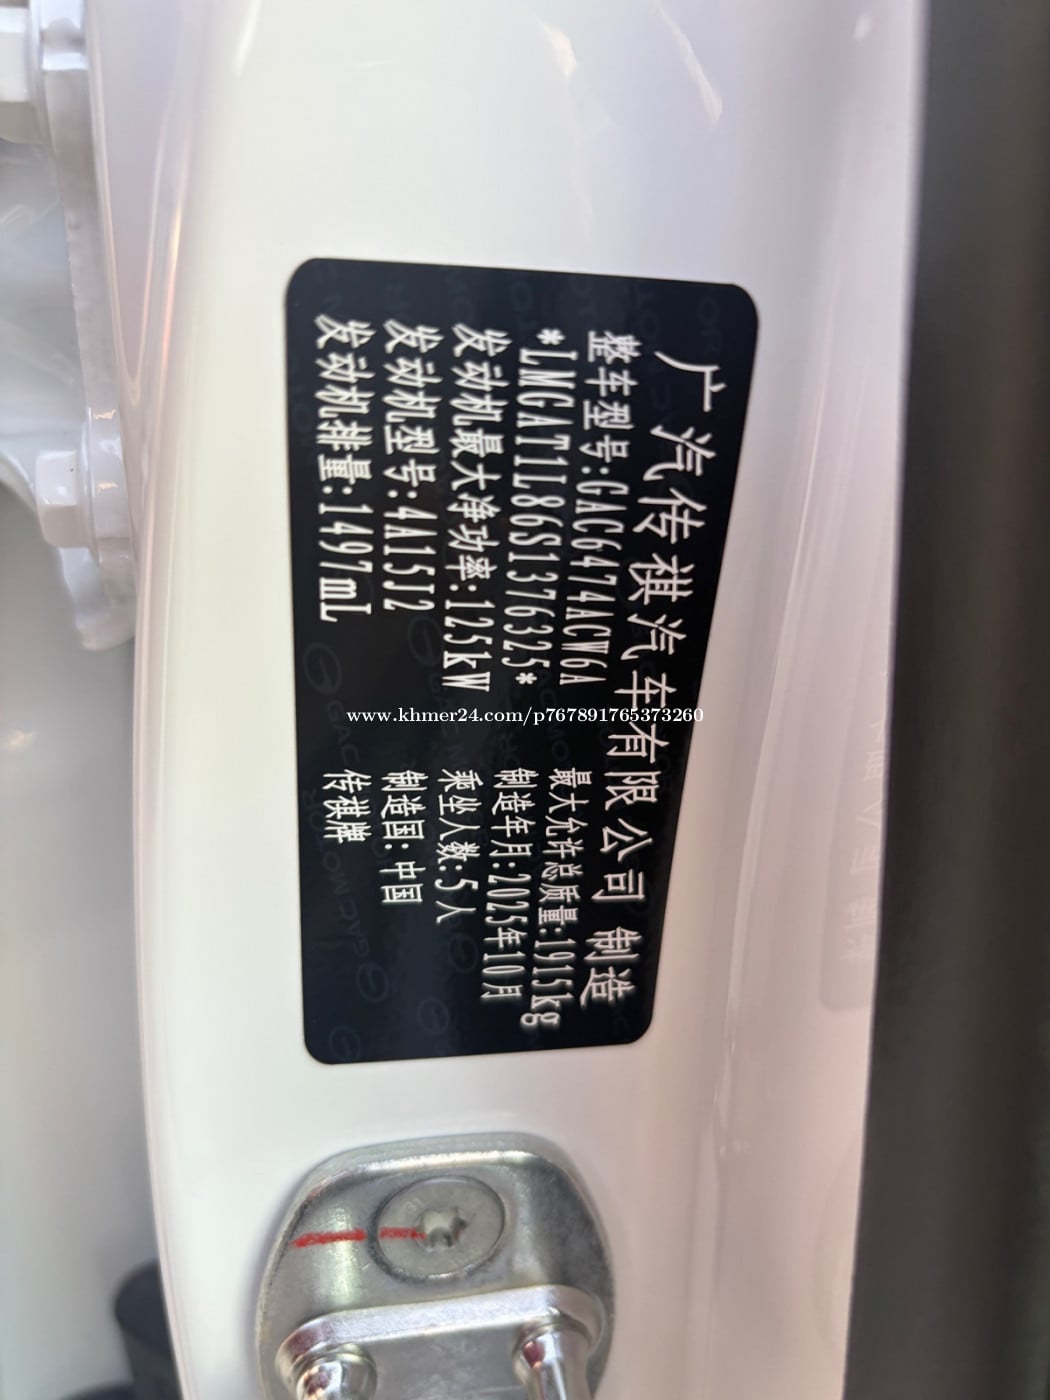 广汽传祺汽车有限公司 制造
整车型号:GAC6474ACW6A
最大允许总质量:1915kg
*LMGAT1L86S1376325*
制造年月:2025年10月
发动机最大净功率:125kW
乘坐人数:5人
发动机型号:4A15J2
制造国:中国
发动机排量:1497mL
传祺牌
www.khmer24.com/p767891765373260